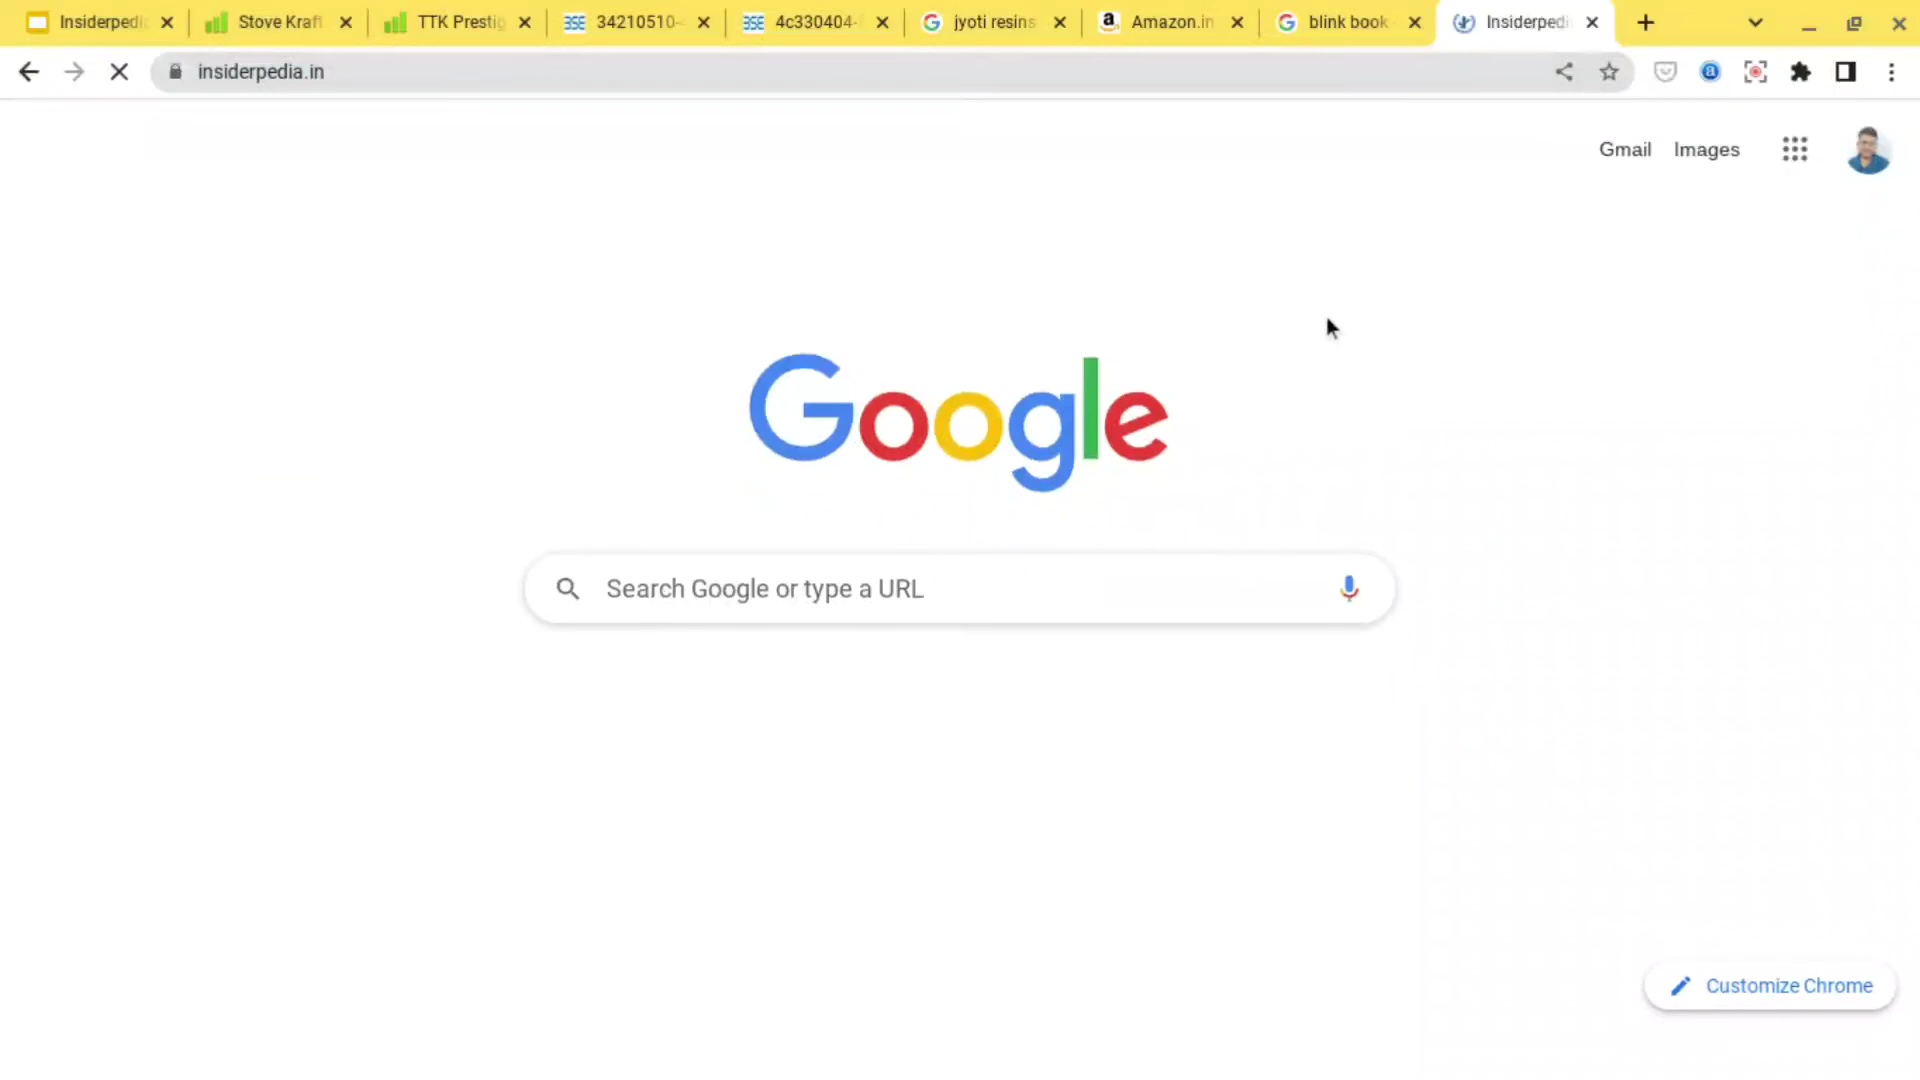 Insiderpedi
Stove Kraft
TTK Prestig
34210510-
4c330404-
jyoti resins
Amazon.in
blink book
Insiderpedi
insiderpedia.in
Gmail Images
Google
Search Google or type a URL
Customize Chrome